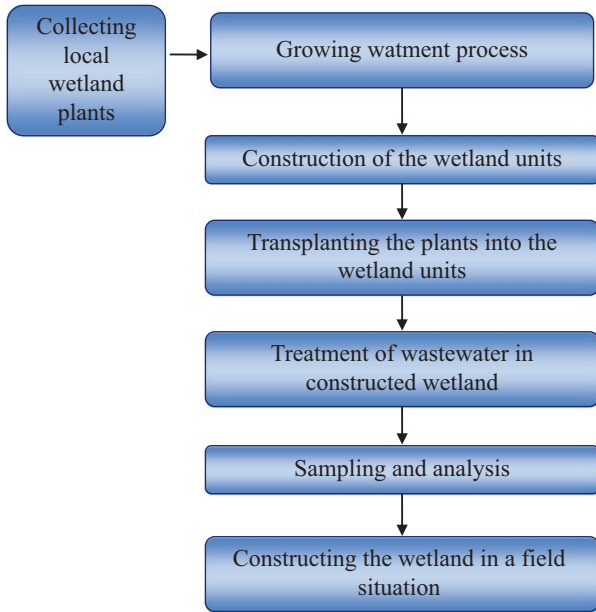 Collecting
local
wetland
plants
Growing watment process
Construction of the wetland units
Transplanting the plants into the
wetland units
Treatment of wastewater in
constructed wetland
Sampling and analysis
Constructing the wetland in a field
situation